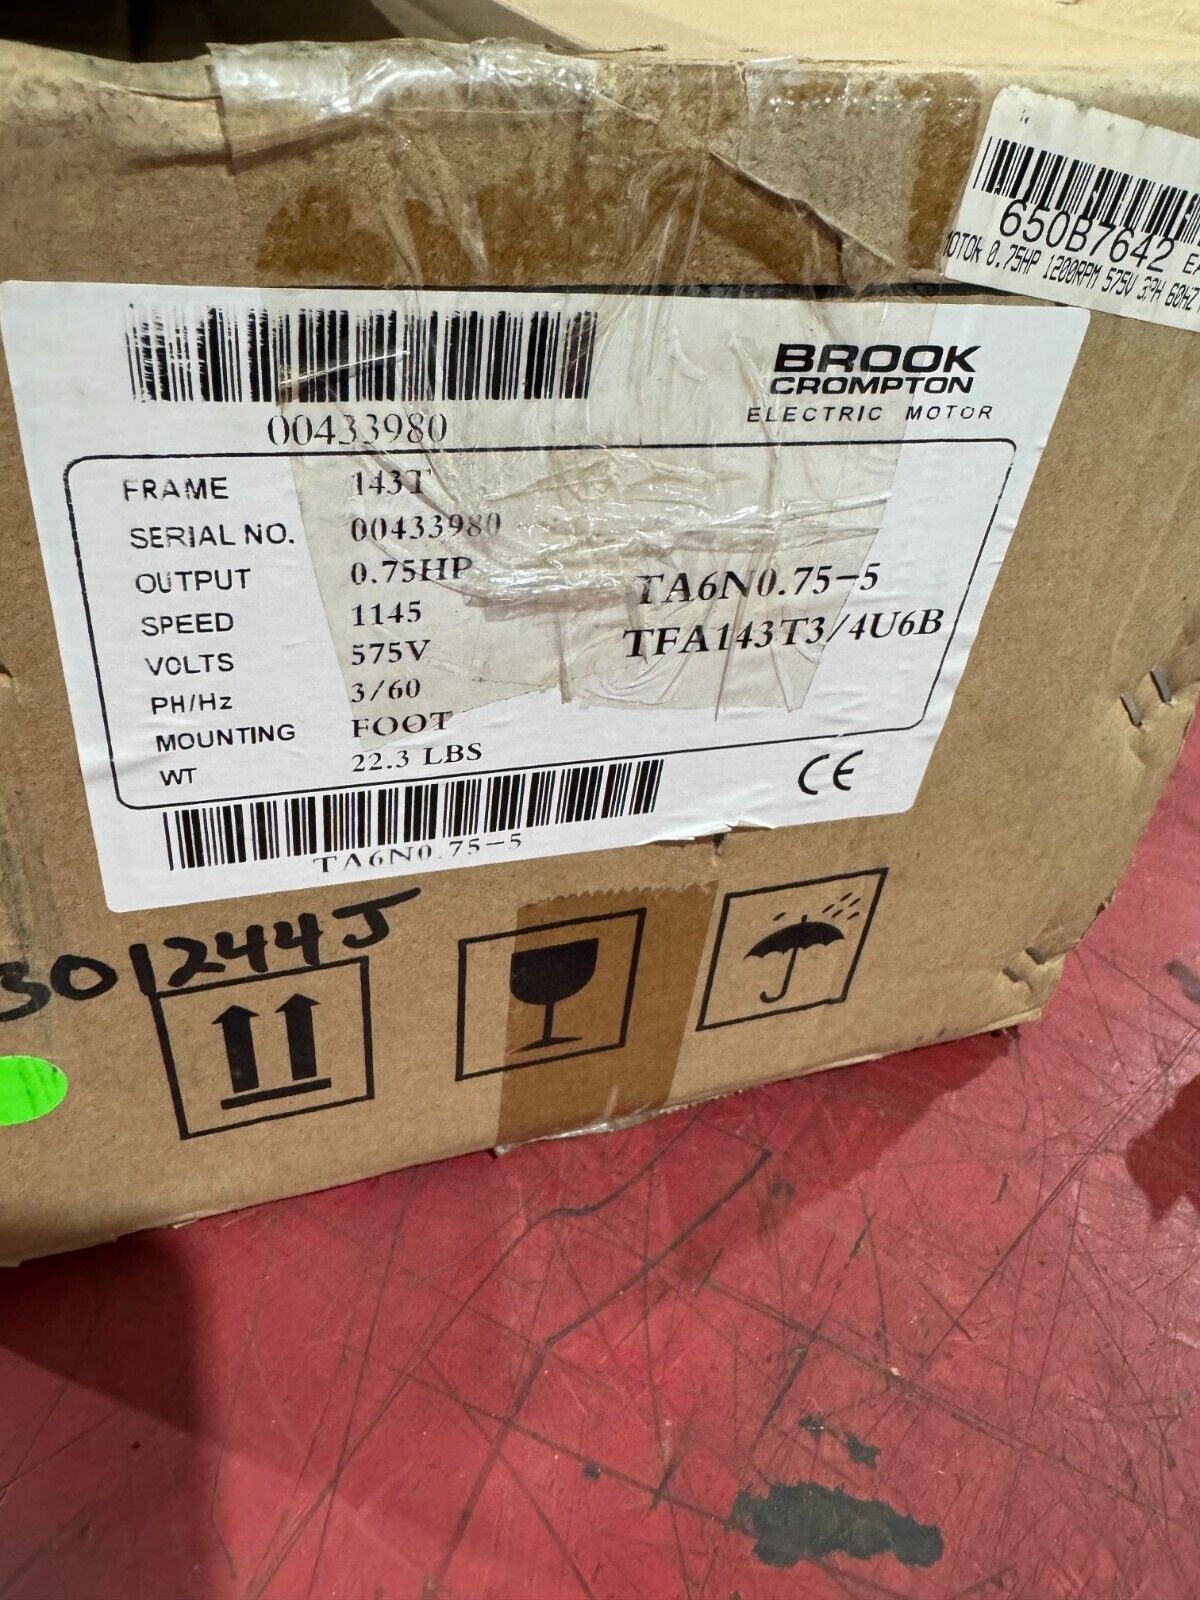 650B7642
0.75HP 1200RPM 575V 3PH 60HZ
BROOK
CROMPTON
ELECTRIC MOTOR
00433980
FRAME 143T
SERIAL NO. 00433980
OUTPUT 0.75HP
SPEED 1145
VOLTS 575V
PH/Hz 3/60
MOUNTING FOOT
WT 22.3 LBS
TA6N0.75-5
TFA143T3/4U6B
CE
TA6N0.75-5
301244J